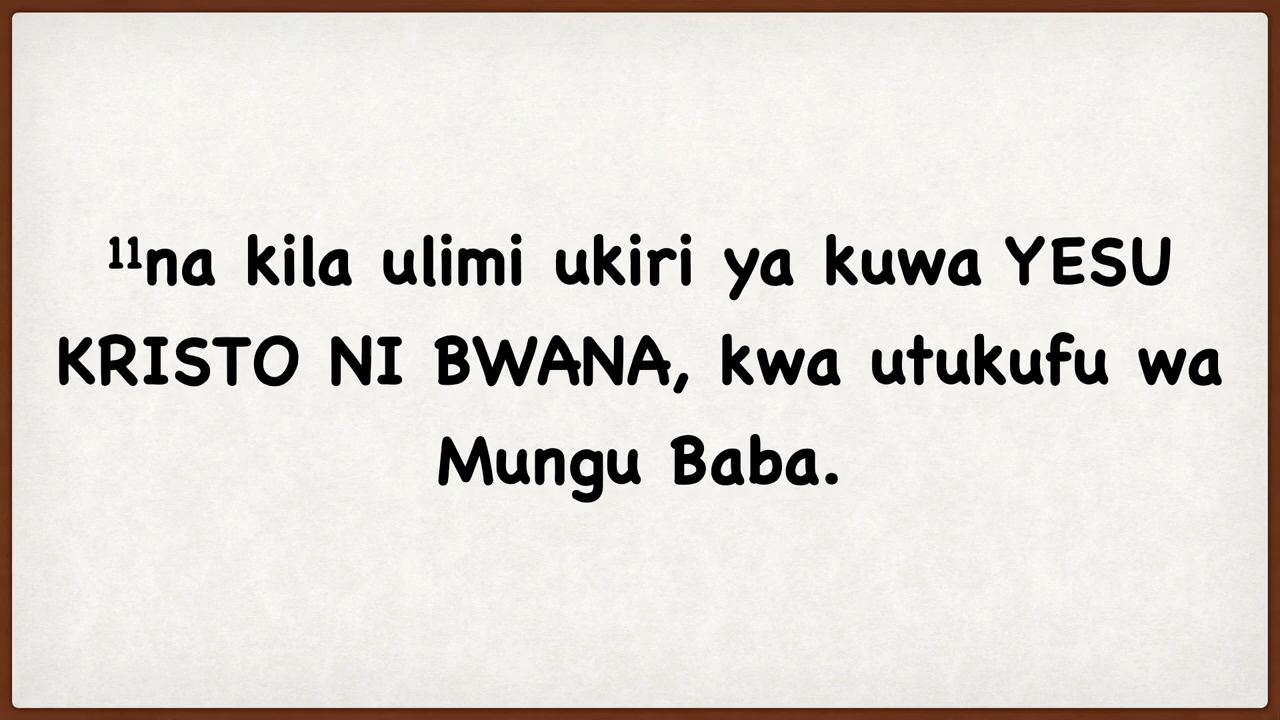 ¹¹na kila ulimi ukiri ya kuwa YESU
KRISTO NI BWANA, kwa utukufu wa
Mungu Baba.